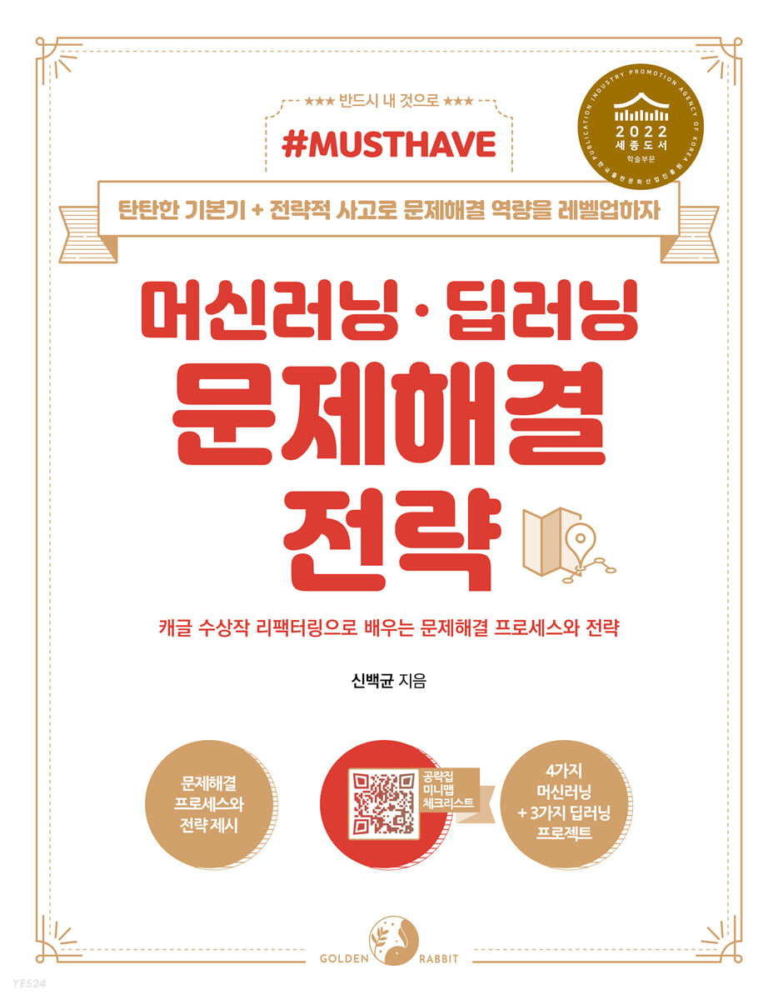 ★★★ 반드시 내 것으로 ★★★
#MUSTHAVE
PUBLICATION INDUSTRY PROMOTION AGENCY OF KOREA
2022
세종도서
학술부문
한국출판문화산업진흥원
탄탄한 기본기 + 전략적 사고로 문제해결 역량을 레벨업하자
머신러닝 · 딥러닝
문제해결
전략
캐글 수상작 리팩터링으로 배우는 문제해결 프로세스와 전략
신백균 지음
문제해결
프로세스와
전략 제시
공략집
미니맵
체크리스트
4가지
머신러닝
+ 3가지 딥러닝
프로젝트
GOLDEN RABBIT
YES24